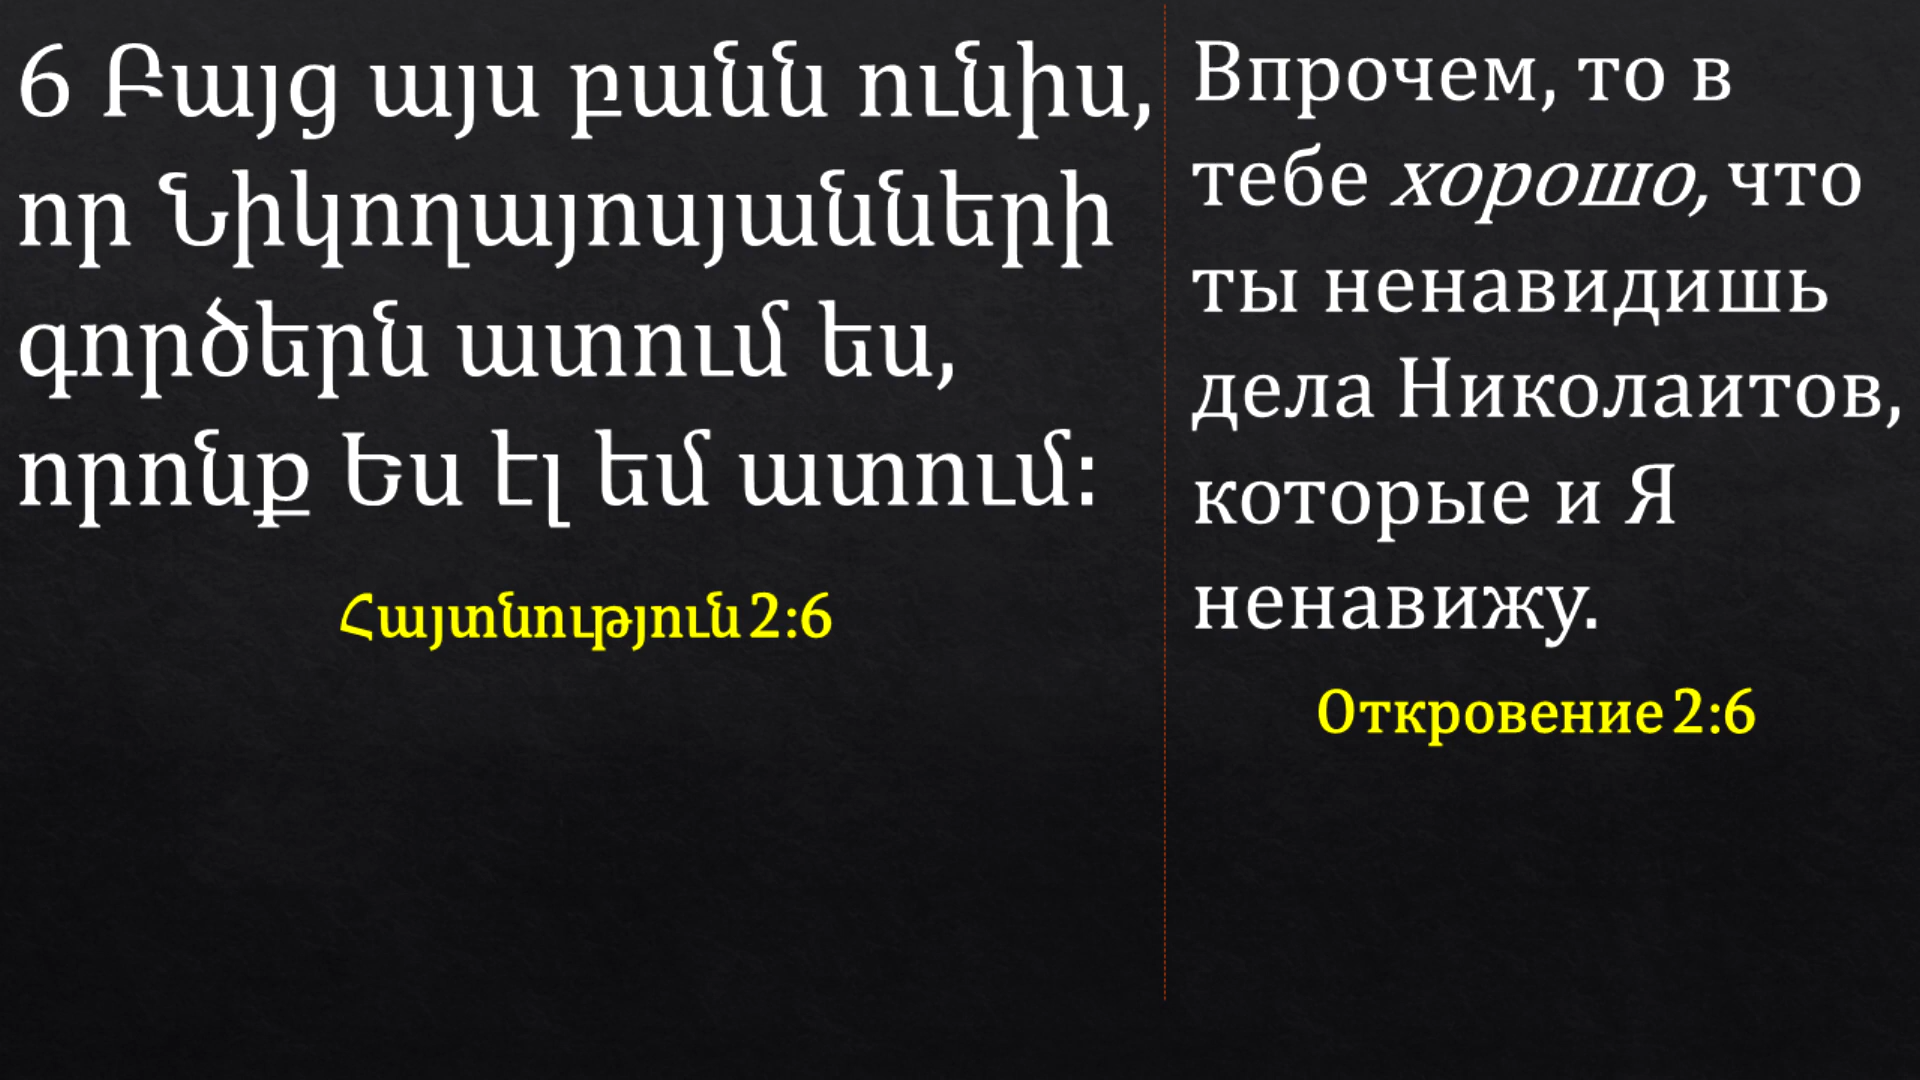 6 Բայց այս բանն ունիս,
որ Նիկողայոսյանների
գործերն ատում ես,
որոնք Ես էլ եմ ատում:
Հայտնություն 2:6
Впрочем, то в
тебе хорошо, что
ты ненавидишь
дела Николаитов,
которые и Я
ненавижу.
Откровение 2:6